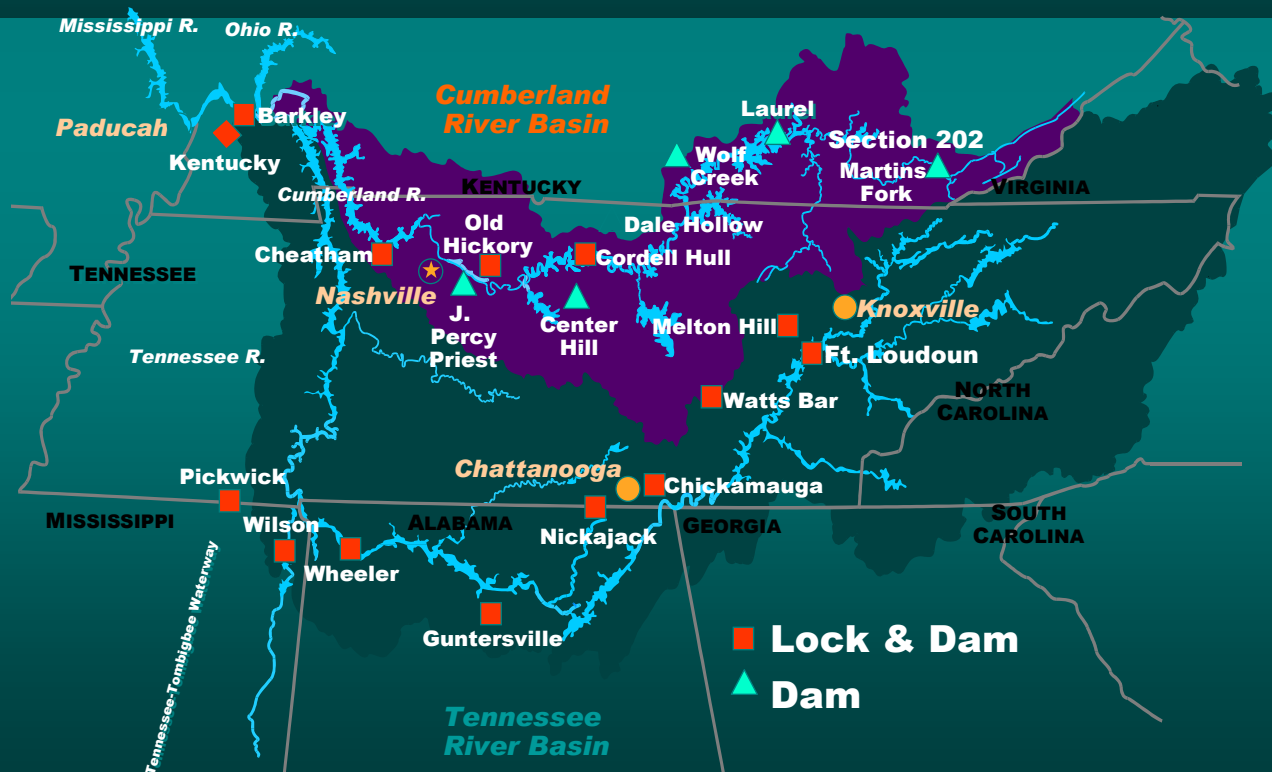 Mississippi R.
Ohio R.
Cumberland
River Basin
Paducah
Barkley
Kentucky
Laurel
Section 202
Wolf
Creek
Martins
Fork
KENTUCKY
VIRGINIA
Cumberland R.
Old
Hickory
Dale Hollow
Cheatham
Cordell Hull
TENNESSEE
Nashville
J.
Percy
Priest
Center
Hill
Melton Hill
Knoxville
Ft. Loudoun
Tennessee R.
NORTH
CAROLINA
Watts Bar
Pickwick
Chattanooga
Chickamauga
MISSISSIPPI
Wilson
ALABAMA
Nickajack
GEORGIA
SOUTH
CAROLINA
Wheeler
Tennessee-Tombigbee Waterway
Guntersville
Lock & Dam
Dam
Tennessee
River Basin